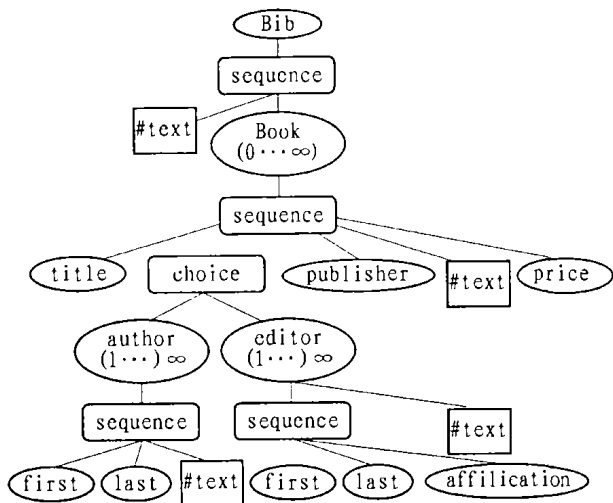 Bib
sequence
#text
Book
(0···∞)
sequence
title
choice
publisher
#text
price
author
(1···)∞
editor
(1···)∞
sequence
sequence
#text
first
last
#text
first
last
affilication